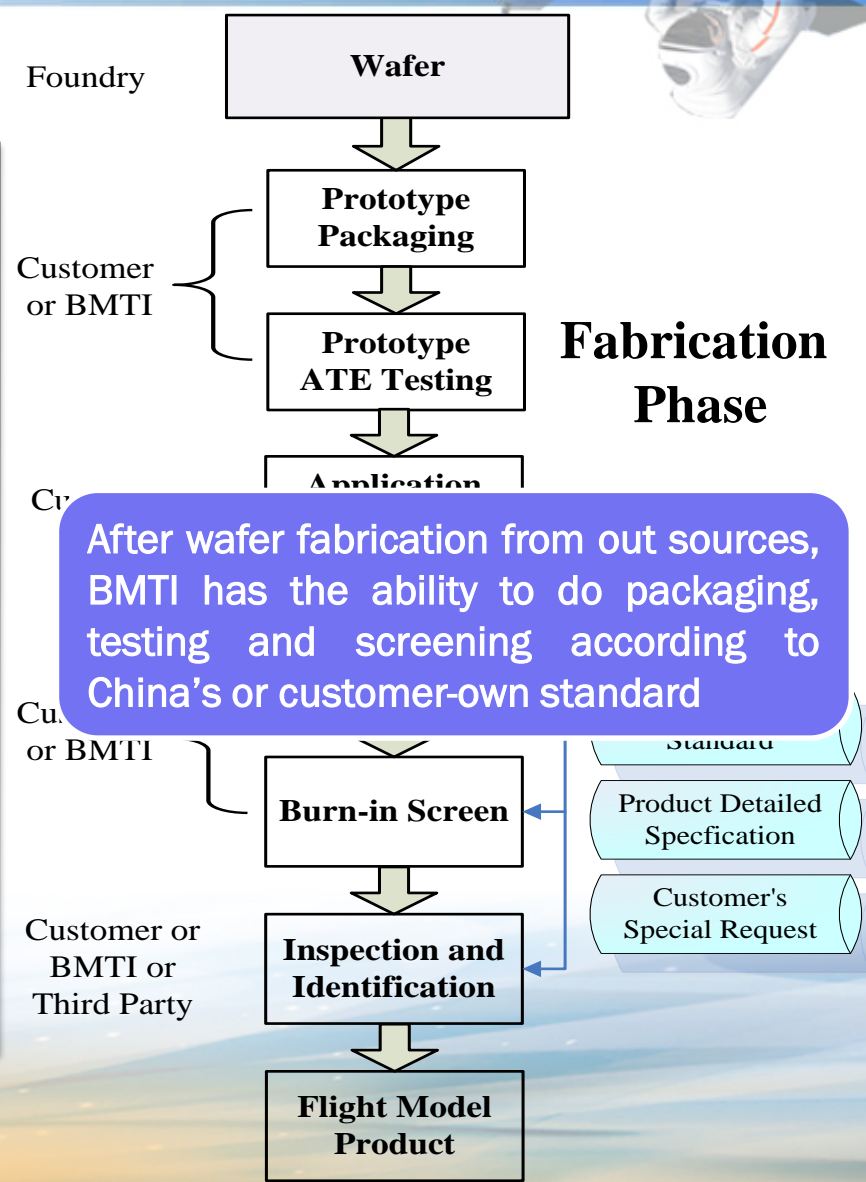 Foundry
Wafer
Prototype
Packaging
Customer
or BMTI
Prototype
ATE Testing
Fabrication
Phase
Application
After wafer fabrication from out sources,
BMTI has the ability to do packaging,
testing and screening according to
China's or customer-own standard
or BMTI
Standard
Burn-in Screen
Product Detailed
Specfication
Customer's
Special Request
Customer or
BMTI or
Third Party
Inspection and
Identification
Flight Model
Product